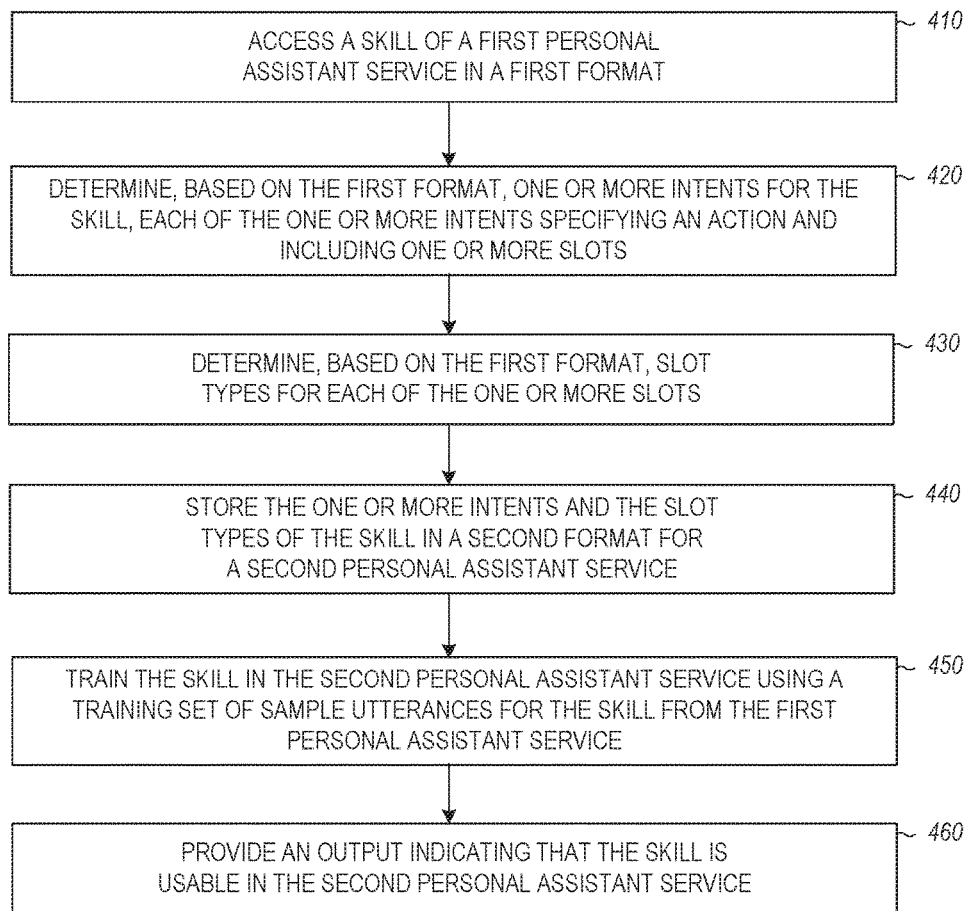 410
ACCESS A SKILL OF A FIRST PERSONAL
ASSISTANT SERVICE IN A FIRST FORMAT
420
DETERMINE, BASED ON THE FIRST FORMAT, ONE OR MORE INTENTS FOR THE
SKILL, EACH OF THE ONE OR MORE INTENTS SPECIFYING AN ACTION AND
INCLUDING ONE OR MORE SLOTS
430
DETERMINE, BASED ON THE FIRST FORMAT, SLOT
TYPES FOR EACH OF THE ONE OR MORE SLOTS
440
STORE THE ONE OR MORE INTENTS AND THE SLOT
TYPES OF THE SKILL IN A SECOND FORMAT FOR
A SECOND PERSONAL ASSISTANT SERVICE
450
TRAIN THE SKILL IN THE SECOND PERSONAL ASSISTANT SERVICE USING A
TRAINING SET OF SAMPLE UTTERANCES FOR THE SKILL FROM THE FIRST
PERSONAL ASSISTANT SERVICE
460
PROVIDE AN OUTPUT INDICATING THAT THE SKILL IS
USABLE IN THE SECOND PERSONAL ASSISTANT SERVICE